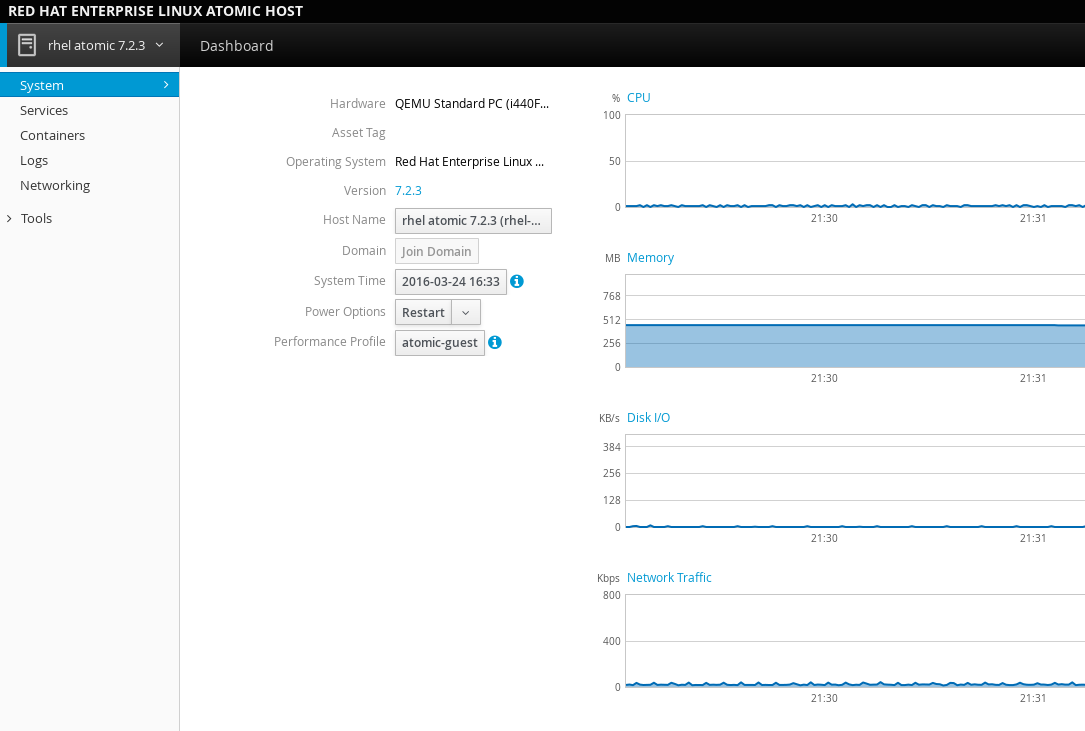 RED HAT ENTERPRISE LINUX ATOMIC HOST
rhel atomic 7.2.3
Dashboard
System
Services
Containers
Logs
Networking
Tools
Hardware QEMU Standard PC (i440F...
Asset Tag
Operating System Red Hat Enterprise Linux ...
Version 7.2.3
Host Name rhel atomic 7.2.3 (rhel-...
Domain Join Domain
System Time 2016-03-24 16:33
Power Options Restart
Performance Profile atomic-guest
% CPU
100
50
0
21:30 21:31
MB Memory
768
512
256
0
21:30 21:31
KB/s Disk I/O
384
256
128
0
21:30 21:31
Kbps Network Traffic
800
400
0
21:30 21:31